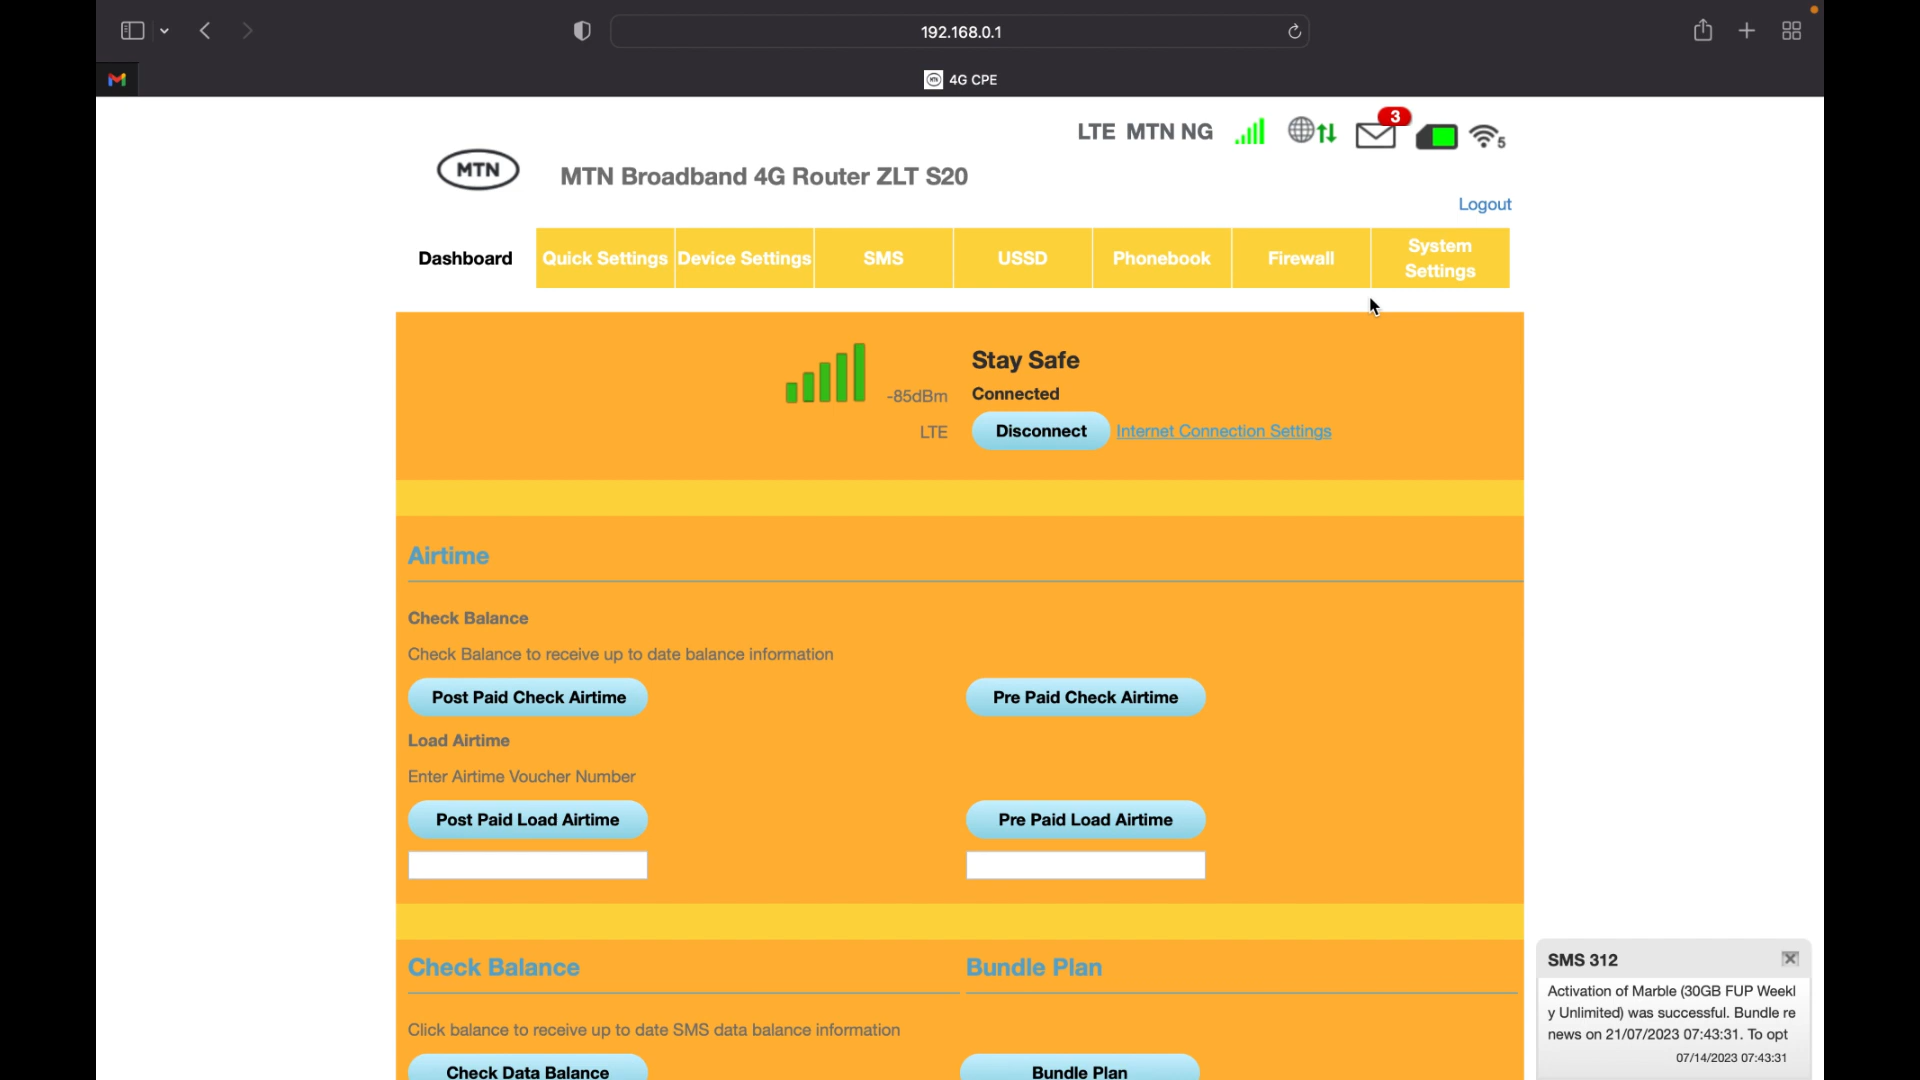 192.168.0.1
4G CPE
LTE MTN NG
3
5
MTN
MTN Broadband 4G Router ZLT S20
Logout
Dashboard
Quick Settings
Device Settings
SMS
USSD
Phonebook
Firewall
System
Settings
Stay Safe
-85dBm
Connected
LTE
Disconnect
Internet Connection Settings
Airtime
Check Balance
Check Balance to receive up to date balance information
Post Paid Check Airtime
Pre Paid Check Airtime
Load Airtime
Enter Airtime Voucher Number
Post Paid Load Airtime
Pre Paid Load Airtime
Check Balance
Bundle Plan
Click balance to receive up to date SMS data balance information
Check Data Balance
Bundle Plan
SMS 312
Activation of Marble (30GB FUP Weekl
y Unlimited) was successful. Bundle re
news on 21/07/2023 07:43:31. To opt
07/14/2023 07:43:31